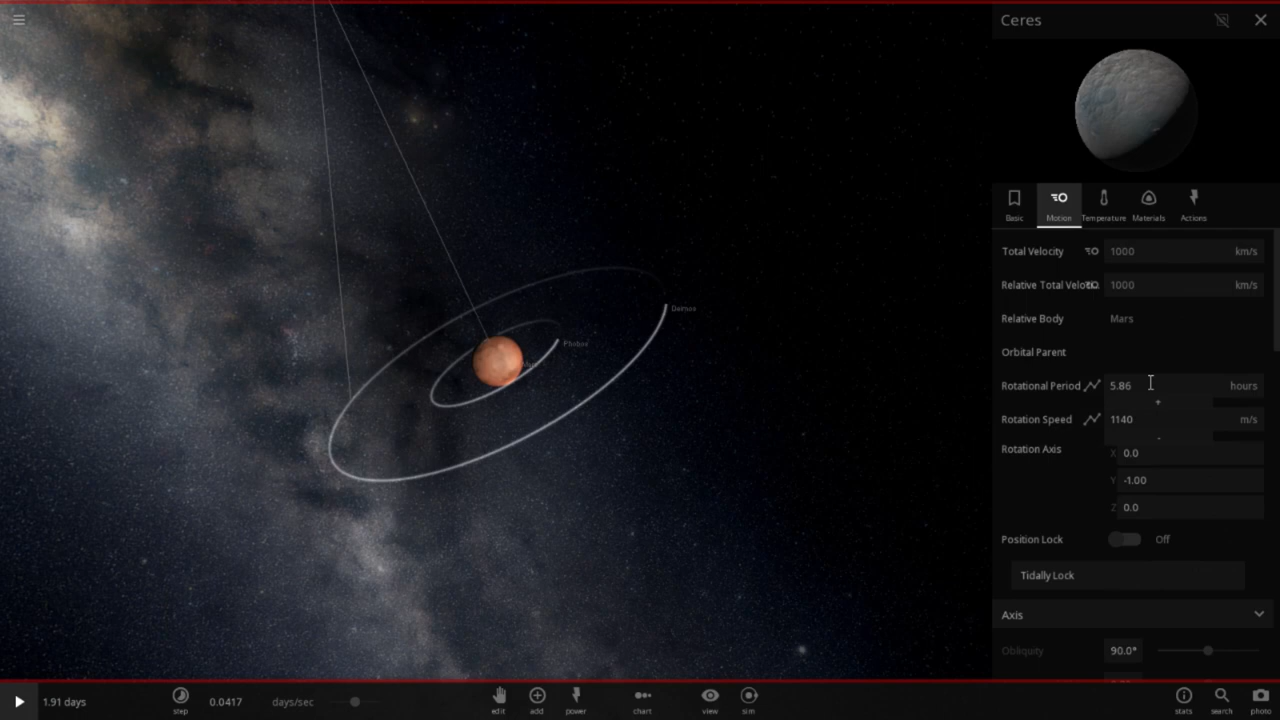 Ceres
Basic Motion Temperature Materials Actions
Total Velocity 1000 km/s
Relative Total 1000 km/s
Relative Body Mars
Orbital Parent
Rotational Period 5.86 hours
+
Rotation Speed 1140 m/s
-
Rotation Axis X 0.0
Y -1.00
Z 0.0
Position Lock Off
Tidally Lock
Axis
Obliquity 90.0°
Deimos
Phobos
1.91 days
step
0.0417 days/sec
edit add power chart view sim
stats search photo